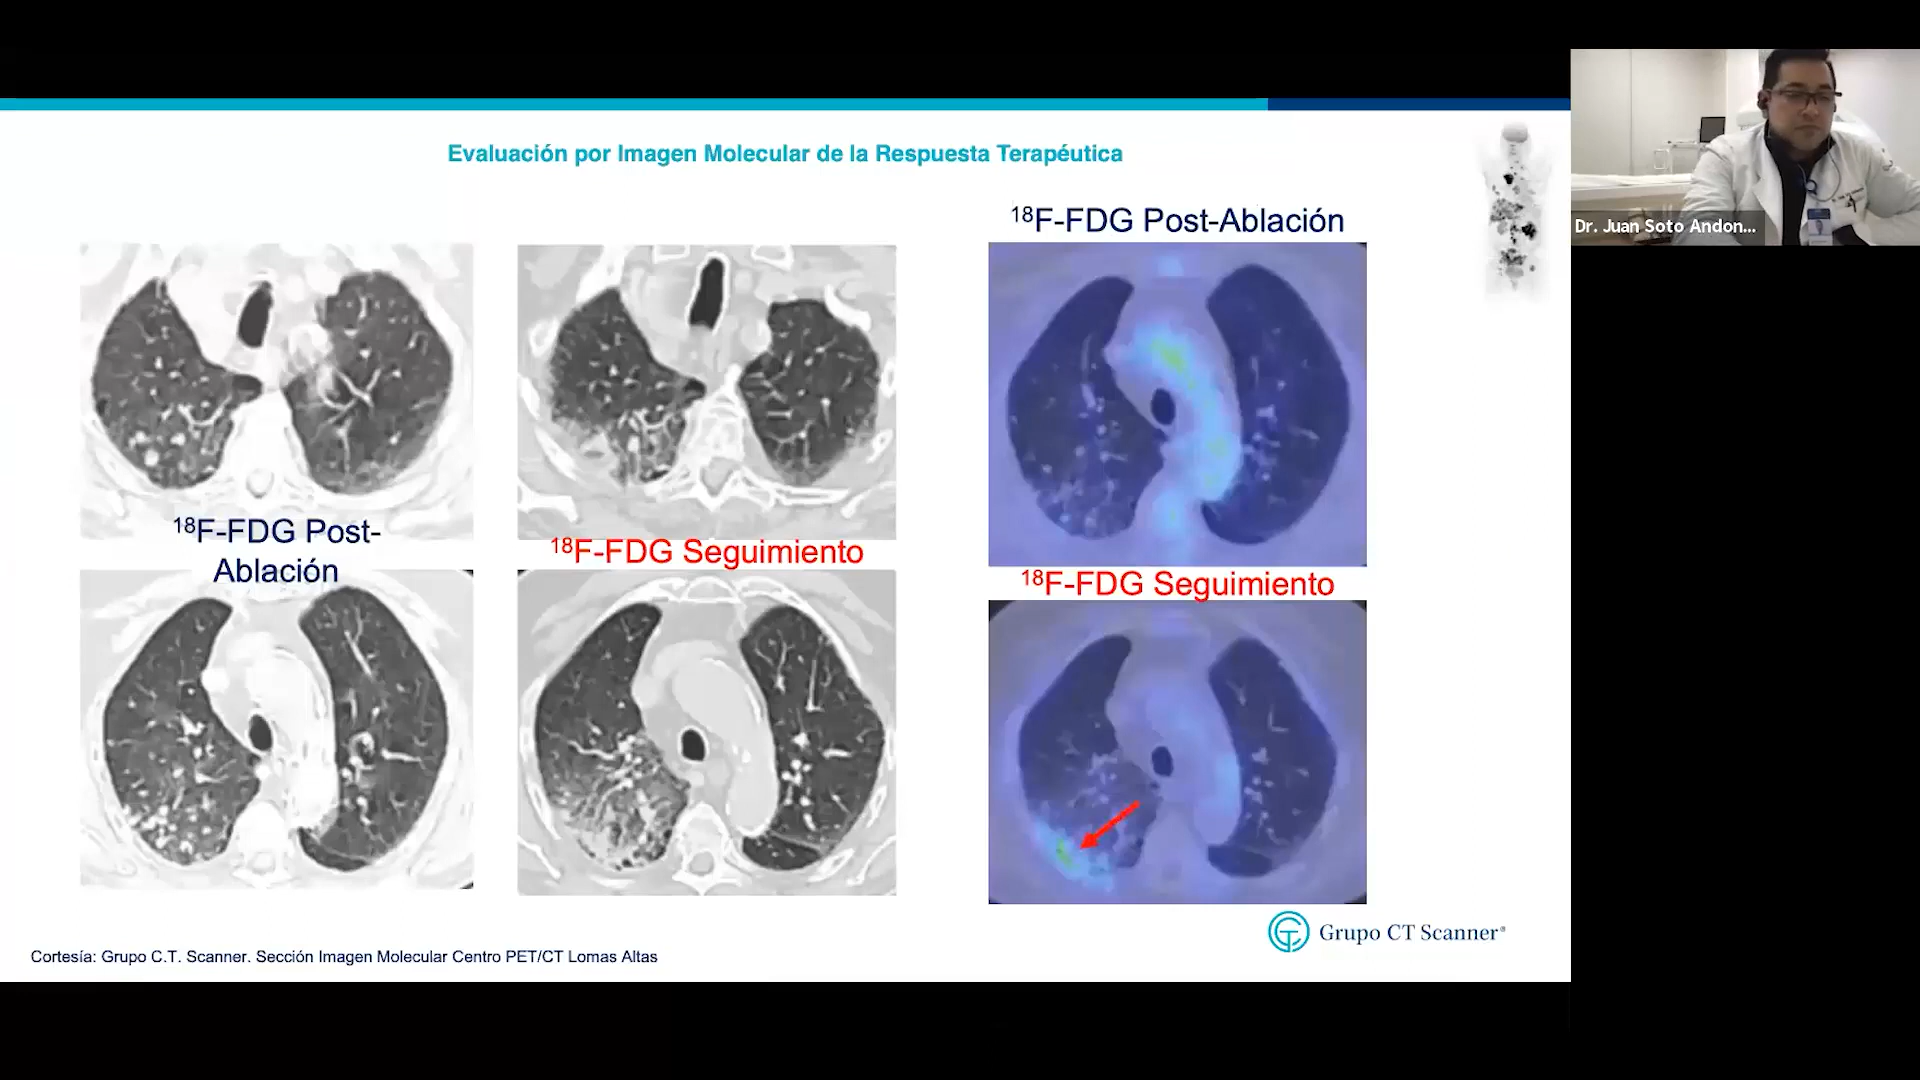 Evaluación por Imagen Molecular de la Respuesta Terapéutica
¹⁸F-FDG Post-Ablación
Dr. Juan Soto Andon...
¹⁸F-FDG Post-
Ablación
¹⁸F-FDG Seguimiento
¹⁸F-FDG Seguimiento
Grupo CT Scanner®
Cortesía: Grupo C.T. Scanner. Sección Imagen Molecular Centro PET/CT Lomas Altas